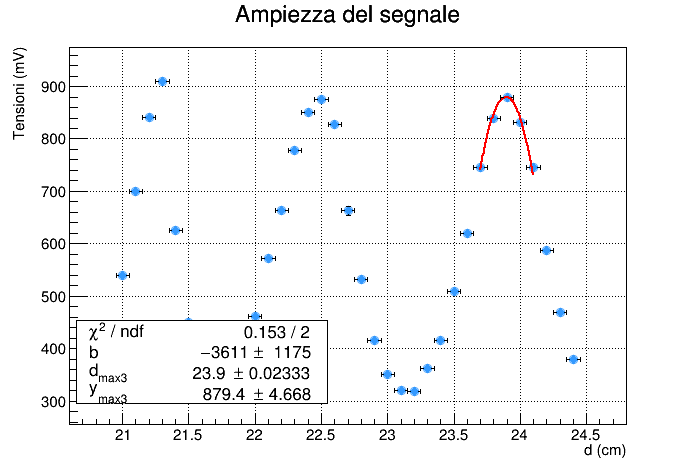 Ampiezza del segnale
Tensioni (mV)
900
800
700
600
500
400
300
χ² / ndf 0.153 / 2
b −3611 ± 1175
d_max3 23.9 ± 0.02333
y_max3 879.4 ± 4.668
21 21.5 22 22.5 23 23.5 24 24.5
d (cm)